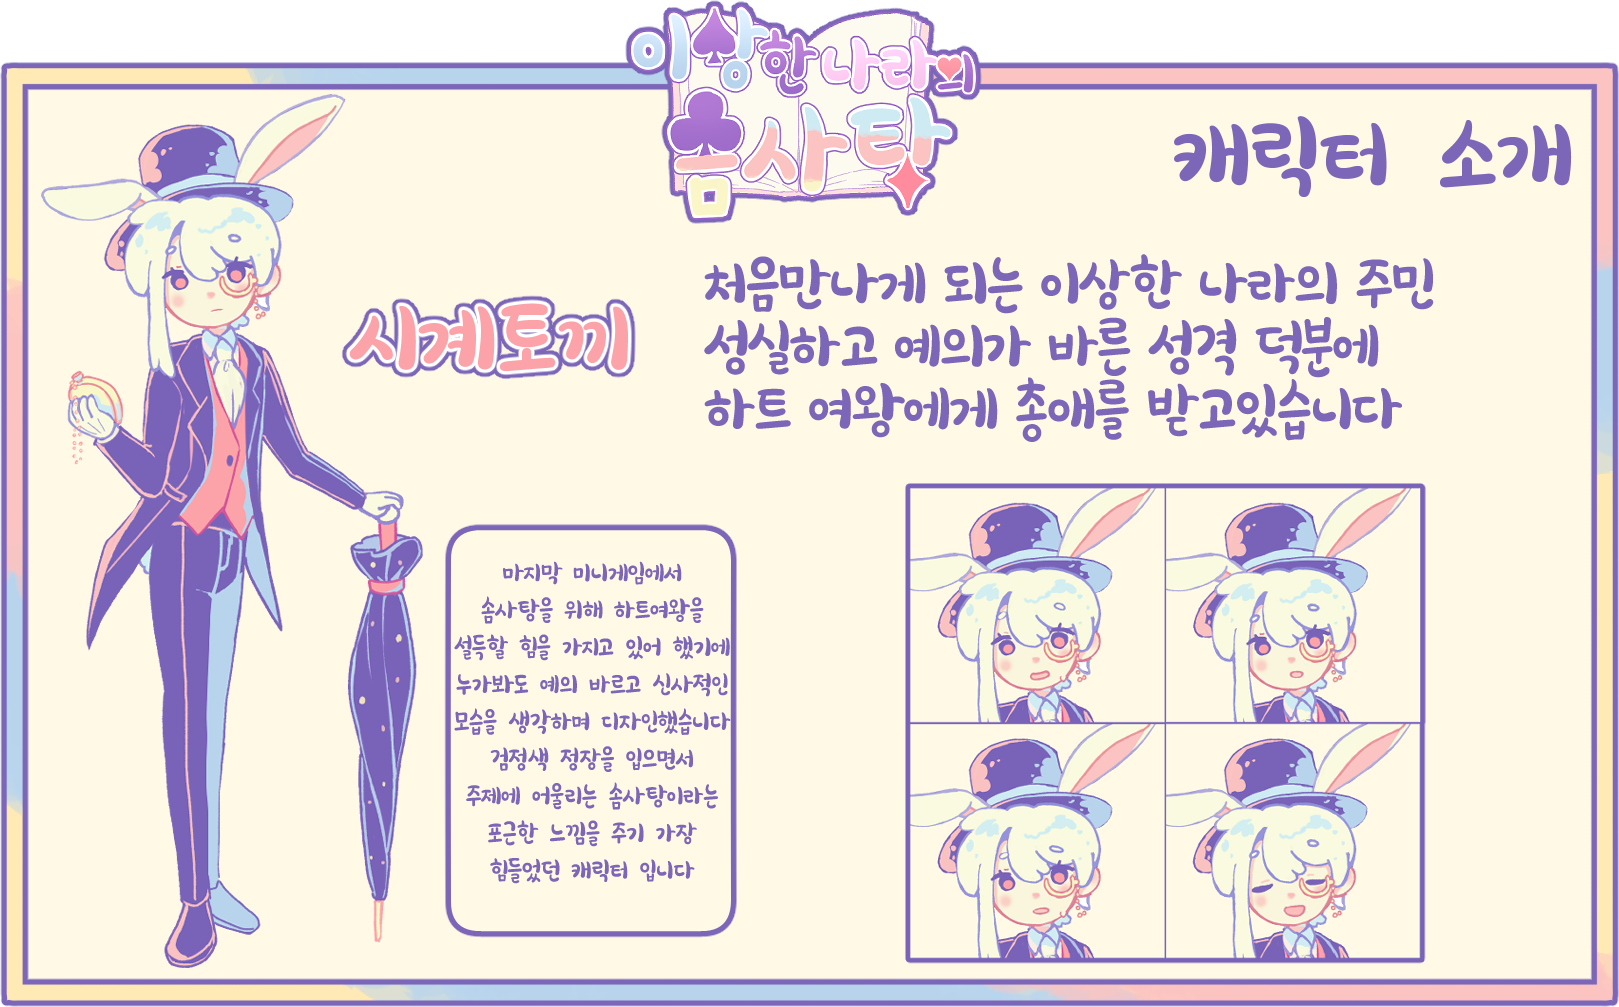 이상한 나라의
솜사탕
캐릭터 소개
시계토끼
처음만나게 되는 이상한 나라의 주민
성실하고 예의가 바른 성격 덕분에
하트 여왕에게 총애를 받고있습니다
마지막 미니게임에서
솜사탕을 위해 하트여왕을
설득할 힘을 가지고 있어 했기에
누가봐도 예의 바르고 신사적인
모습을 생각하며 디자인했습니다
검정색 정장을 입으면서
주제에 어울리는 솜사탕이라는
포근한 느낌을 주기 가장
힘들었던 캐릭터 입니다